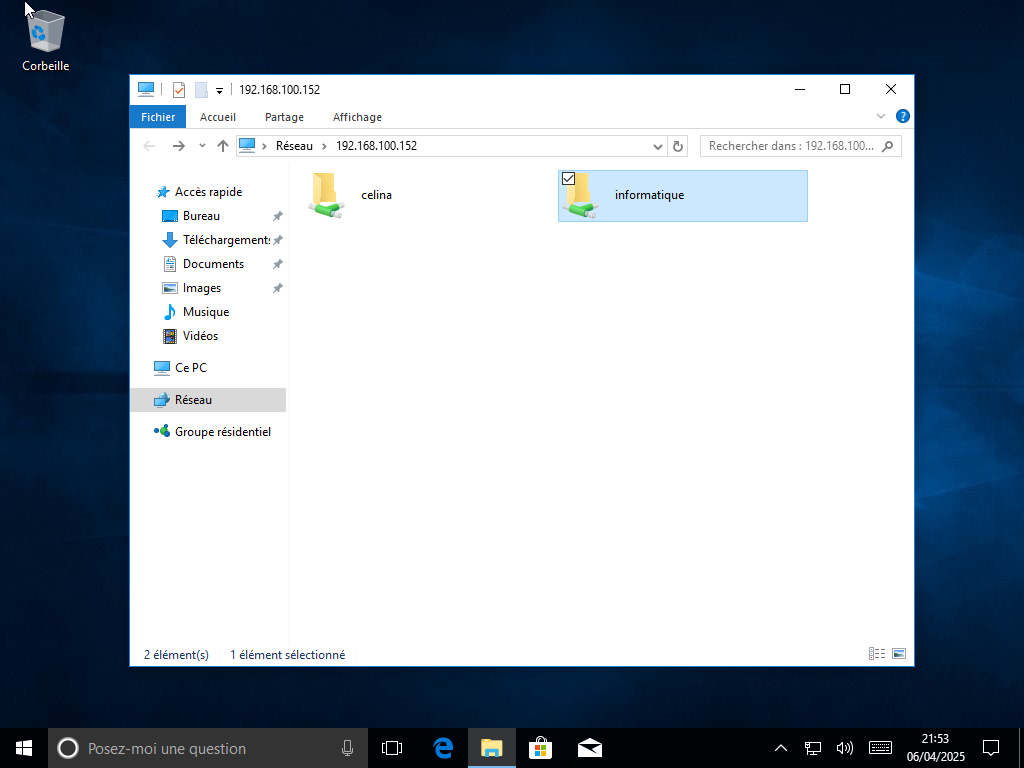 Corbeille
192.168.100.152
Fichier Accueil Partage Affichage
Réseau 192.168.100.152
Rechercher dans : 192.168.100...
Accès rapide
Bureau
Téléchargements
Documents
Images
Musique
Vidéos
Ce PC
Réseau
Groupe résidentiel
celina
informatique
2 élément(s) 1 élément sélectionné
Posez-moi une question
21:53
06/04/2025